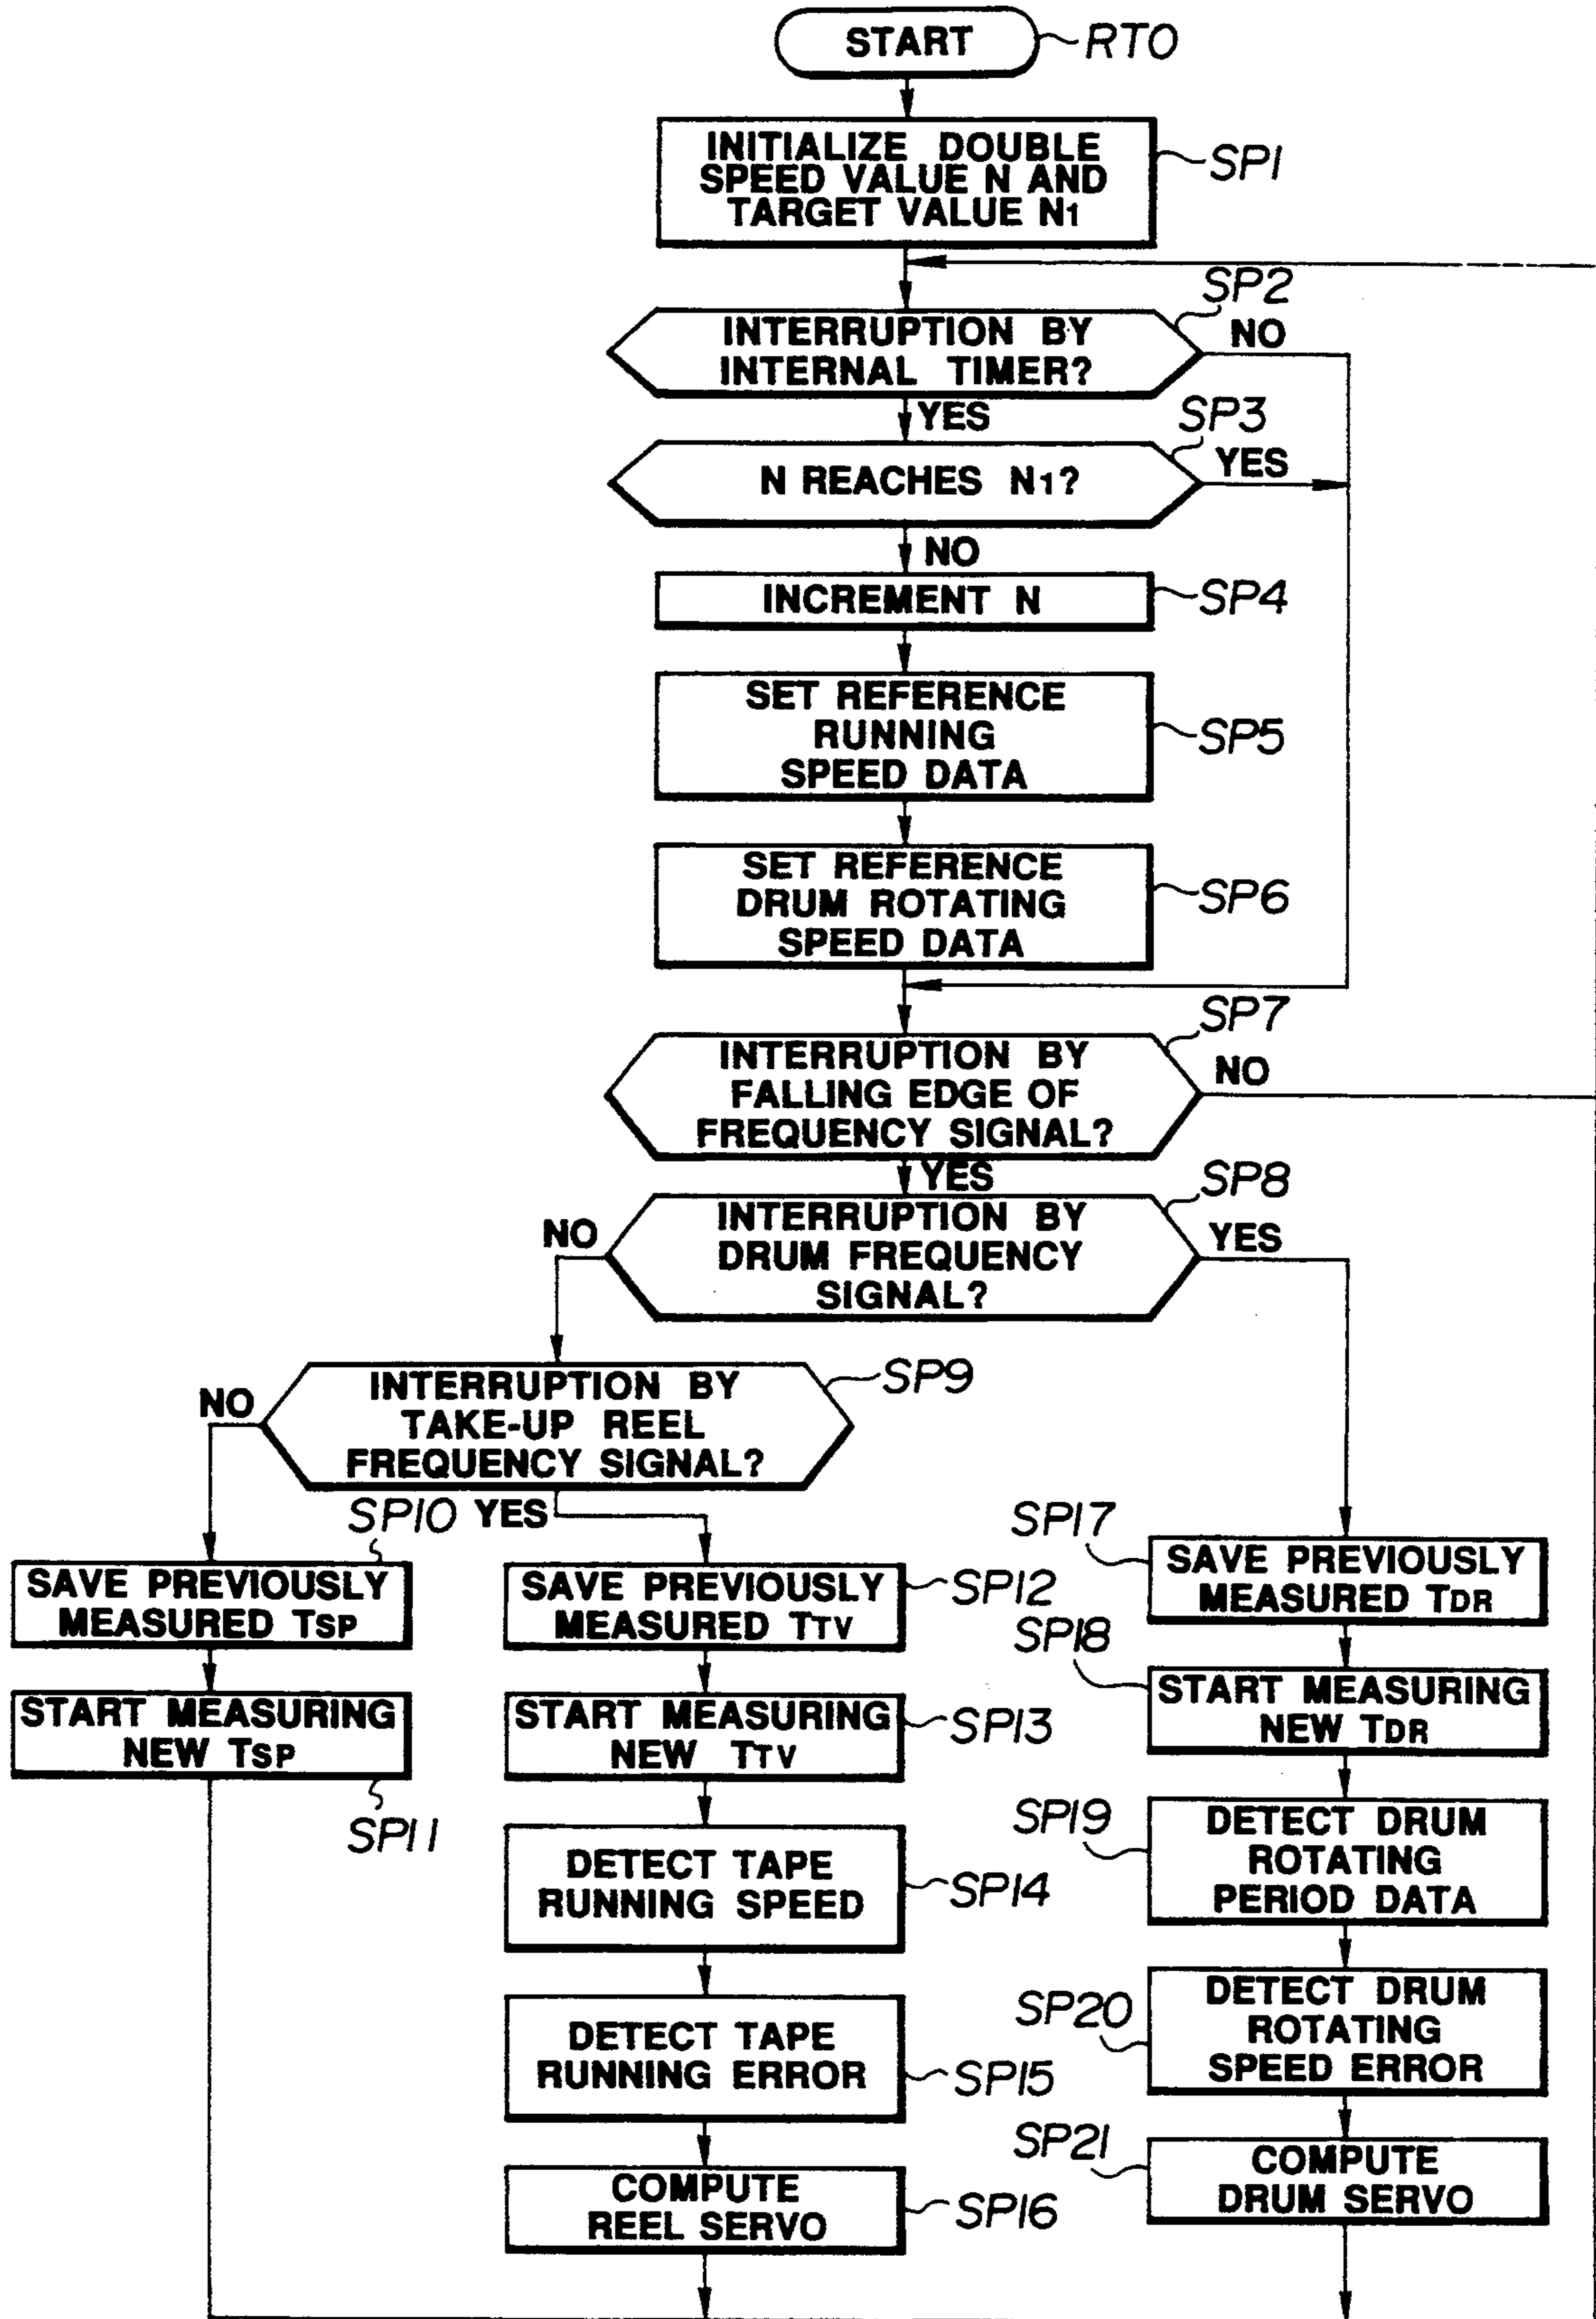 START
RT0
INITIALIZE DOUBLE
SPEED VALUE N AND
TARGET VALUE N1
SP1
SP2
INTERRUPTION BY
INTERNAL TIMER?
NO
YES
SP3
N REACHES N1?
YES
NO
INCREMENT N
SP4
SET REFERENCE
RUNNING
SPEED DATA
SP5
SET REFERENCE
DRUM ROTATING
SPEED DATA
SP6
SP7
INTERRUPTION BY
FALLING EDGE OF
FREQUENCY SIGNAL?
NO
YES
SP8
INTERRUPTION BY
DRUM FREQUENCY
SIGNAL?
NO
YES
SP9
INTERRUPTION BY
TAKE-UP REEL
FREQUENCY SIGNAL?
NO
YES
SP10
SAVE PREVIOUSLY
MEASURED TSP
START MEASURING
NEW TSP
SP11
SAVE PREVIOUSLY
MEASURED TTV
SP12
START MEASURING
NEW TTV
SP13
DETECT TAPE
RUNNING SPEED
SP14
DETECT TAPE
RUNNING ERROR
SP15
COMPUTE
REEL SERVO
SP16
SP17
SAVE PREVIOUSLY
MEASURED TDR
SP18
START MEASURING
NEW TDR
SP19
DETECT DRUM
ROTATING
PERIOD DATA
SP20
DETECT DRUM
ROTATING
SPEED ERROR
SP21
COMPUTE
DRUM SERVO